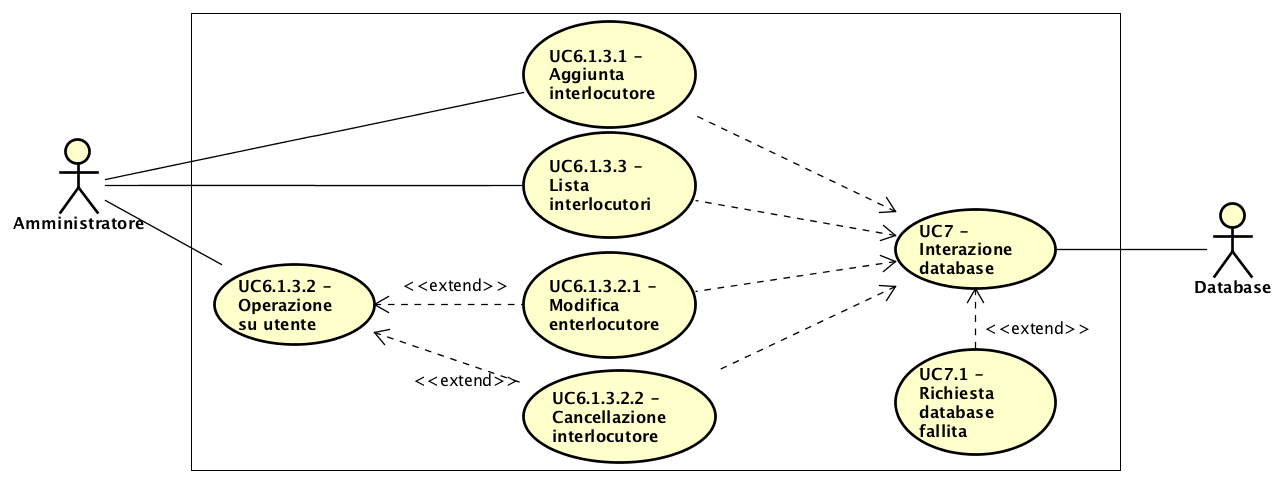 UC6.1.3.1 –
Aggiunta
interlocutore
UC6.1.3.3 –
Lista
interlocutori
Amministratore
UC7 –
Interazione
database
UC6.1.3.2 –
Operazione
su utente
<<extend>>
UC6.1.3.2.1 –
Modifica
enterlocutore
Database
<<extend>>
<<extend>>
UC6.1.3.2.2 –
Cancellazione
interlocutore
UC7.1 –
Richiesta
database
fallita